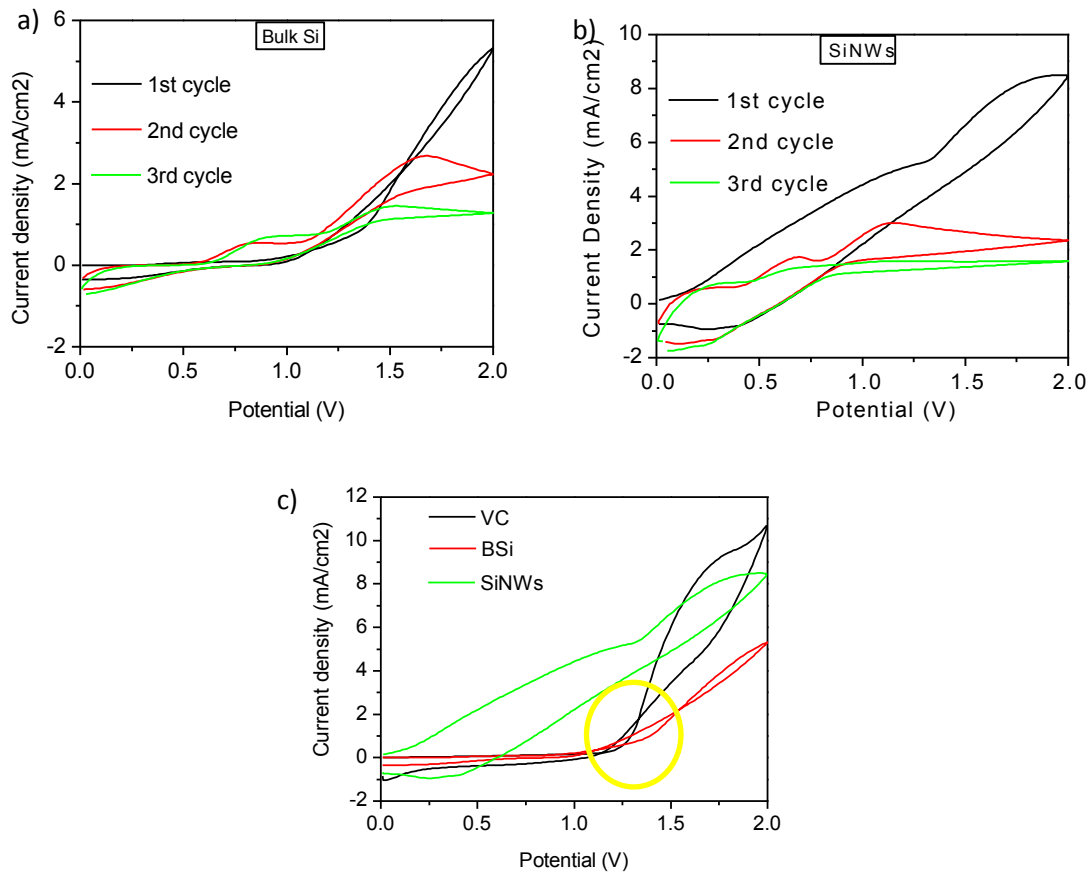 a)
Bulk Si
1st cycle
2nd cycle
3rd cycle
6
4
2
0
-2
0.0 0.5 1.0 1.5 2.0
Current density (mA/cm2)
Potential (V)
b)
SiNWs
1st cycle
2nd cycle
3rd cycle
10
8
6
4
2
0
-2
0.0 0.5 1.0 1.5 2.0
Current Density (mA/cm2)
Potential (V)
c)
VC
BSi
SiNWs
12
10
8
6
4
2
0
-2
0.0 0.5 1.0 1.5 2.0
Current density (mA/cm2)
Potential (V)